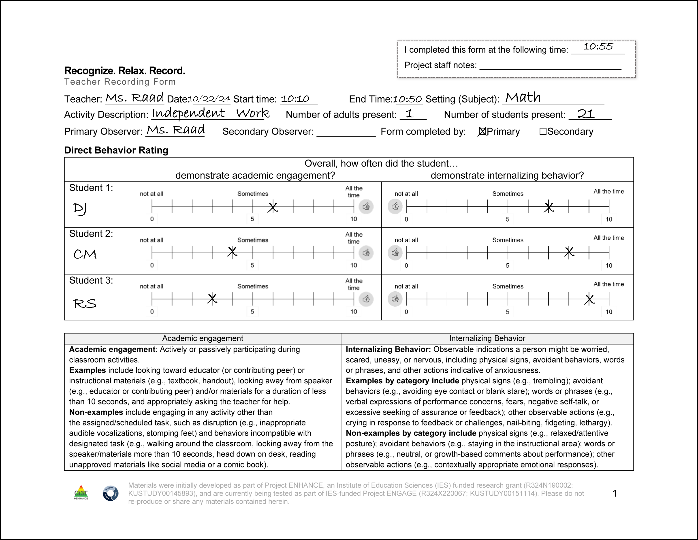 I completed this form at the following time: 10:55
Project staff notes:
Recognize. Relax. Record.
Teacher Recording Form
Teacher: Ms. Raad Date: 10/22/24 Start time: 10:10 End Time: 10:50 Setting (Subject): Math
Activity Description: Independent Work Number of adults present: 1 Number of students present: 21
Primary Observer: Ms. Raad Secondary Observer: Form completed by: ☒Primary ☐Secondary
Direct Behavior Rating
Overall, how often did the student…
demonstrate academic engagement? demonstrate internalizing behavior?
Student 1:
DJ
not at all Sometimes All the time
0 5 10
not at all Sometimes All the time
0 5 10
Student 2:
CM
not at all Sometimes All the time
0 5 10
not at all Sometimes All the time
0 5 10
Student 3:
RS
not at all Sometimes All the time
0 5 10
not at all Sometimes All the time
0 5 10
Academic engagement
Academic engagement: Actively or passively participating during
classroom activities.
Examples include looking toward educator (or contributing peer) or
instructional materials (e.g., textbook, handout), looking away from speaker
(e.g., educator or contributing peer) and/or materials for a duration of less
than 10 seconds, and appropriately asking the teacher for help.
Non-examples include engaging in any activity other than
the assigned/scheduled task, such as disruption (e.g., inappropriate
audible vocalizations, stomping feet) and behaviors incompatible with
designated task (e.g., walking around the classroom. looking away from the
speaker/materials more than 10 seconds, head down on desk, reading
unapproved materials like social media or a comic book).
Internalizing Behavior
Internalizing Behavior: Observable indications a person might be worried,
scared, uneasy, or nervous, including physical signs, avoidant behaviors, words
or phrases, and other actions indicative of anxiousness.
Examples by category include physical signs (e.g., trembling); avoidant
behaviors (e.g., avoiding eye contact or blank stare); words or phrases (e.g.,
verbal expressions of performance concerns, fears, negative self-talk, or
excessive seeking of assurance or feedback); other observable actions (e.g.,
crying in response to feedback or challenges, nail-biting, fidgeting, lethargy).
Non-examples by category include physical signs (e.g., relaxed/attentive
posture); avoidant behaviors (e.g., staying in the instructional area); words or
phrases (e.g., neutral, or growth-based comments about performance); other
observable actions (e.g., contextually appropriate emotional responses).
Materials were initially developed as part of Project ENHANCE, an Institute of Education Sciences (IES) funded research grant (R324N190002,
KUSTUDY00145893), and are currently being tested as part of IES funded Project ENGAGE (R324X220067, KUSTUDY00151114). Please do not
re-produce or share any materials contained herein.
1